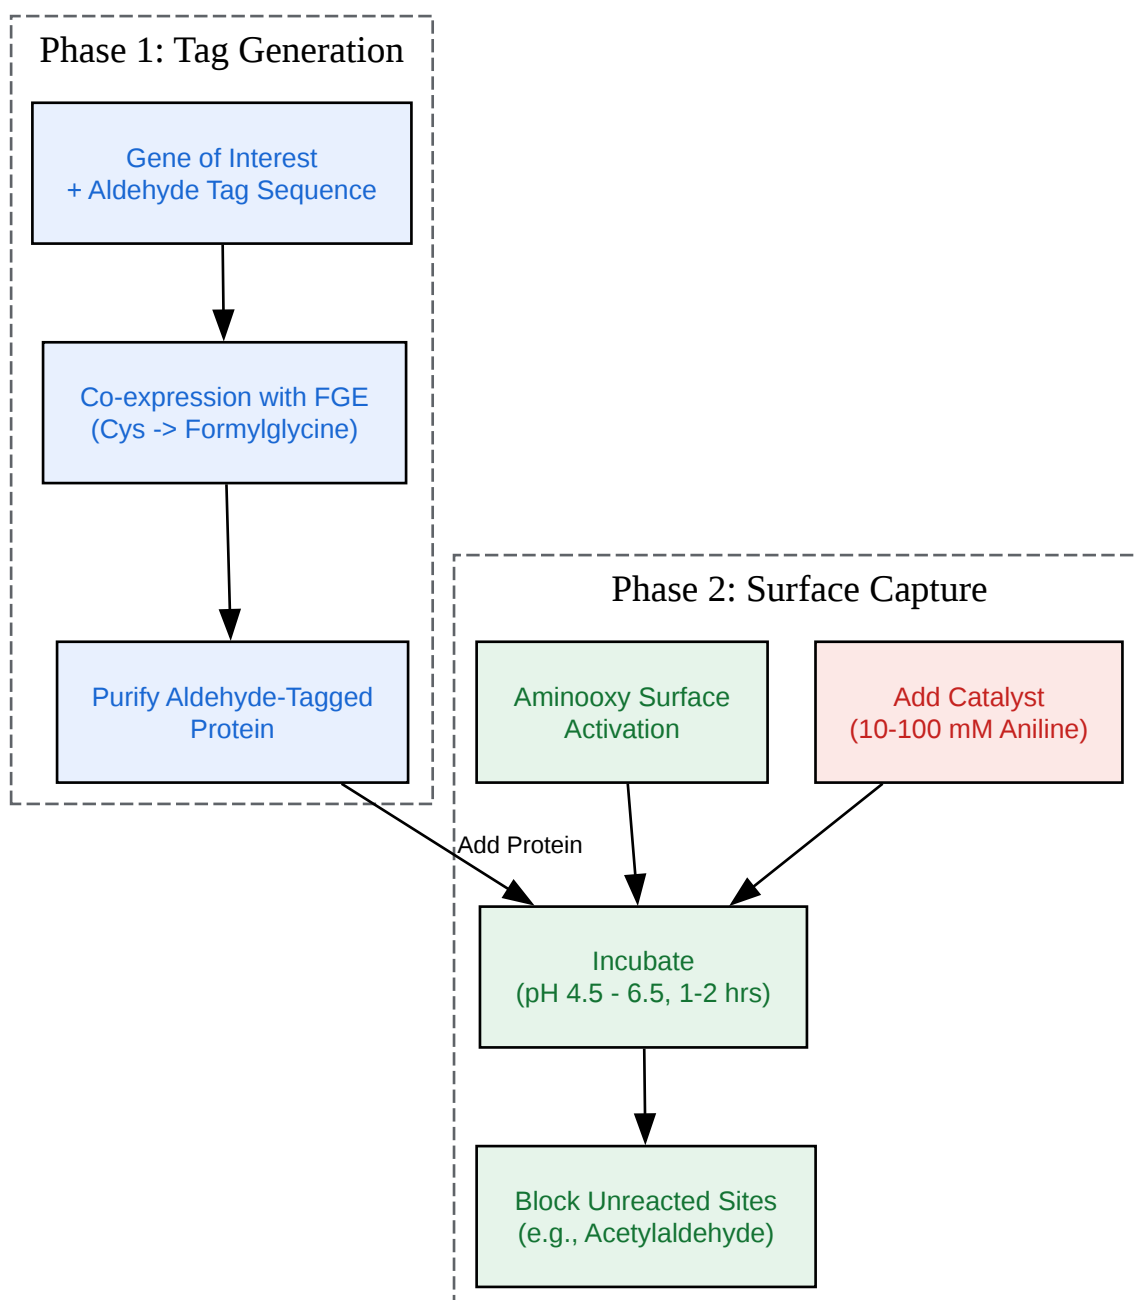 Phase 1: Tag Generation
Gene of Interest
+ Aldehyde Tag Sequence
Co-expression with FGE
(Cys -> Formylglycine)
Purify Aldehyde-Tagged
Protein
Phase 2: Surface Capture
Aminooxy Surface
Activation
Add Catalyst
(10-100 mM Aniline)
Add Protein
Incubate
(pH 4.5 - 6.5, 1-2 hrs)
Block Unreacted Sites
(e.g., Acetylaldehyde)